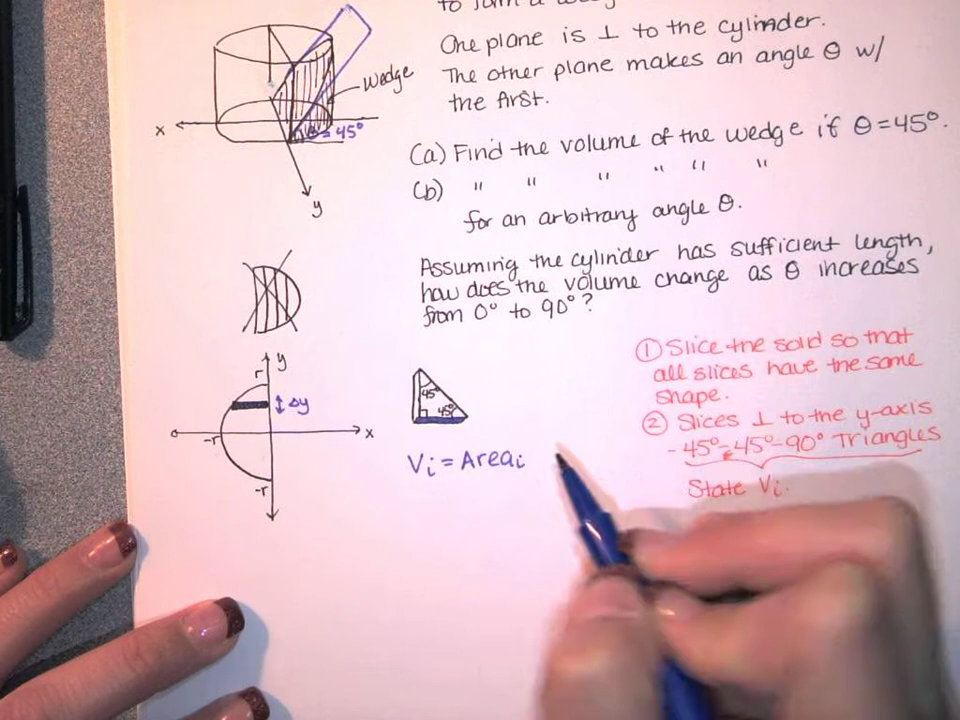 to form a
One plane is ⊥ to the cylinder.
The other plane makes an angle θ w/
the first.
Wedge
θ = 45°
x
y
(a) Find the volume of the wedge if θ = 45°.
(b) " " " " " "
for an arbitrary angle θ.
Assuming the cylinder has sufficient length,
how does the volume change as θ increases
from 0° to 90°?
① Slice the solid so that
all slices have the same
shape.
② Slices ⊥ to the y-axis
- 45°-45°-90° Triangles
State Vi.
y
r
Δy
-r
x
-r
45°
45°
Vi = Areai